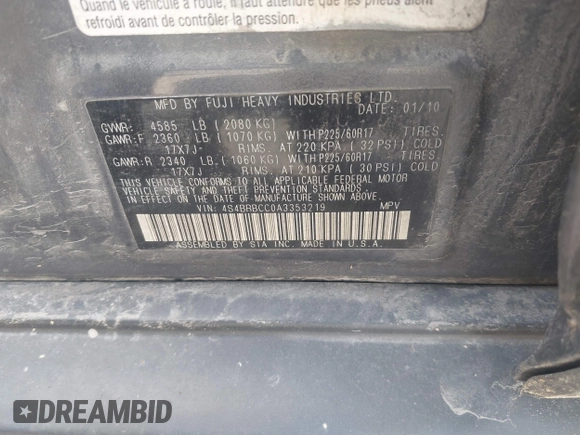 Quand le véhicule a roulé, il faut attendre que les pneus aient
refroidi avant de contrôler la pression.
MFD BY FUJI HEAVY INDUSTRIES LTD.
DATE: 01/10
GVWR: 4585 LB ( 2080 KG)
GAWR:F 2360 LB ( 1070 KG) WITH P225/60R17 TIRES,
17X7J RIMS, AT 220 KPA ( 32 PSI) COLD
GAWR:R 2340 LB. (1060 KG) WITH P225/60R17 TIRES,
17X7J RIMS, AT 210 KPA ( 30 PSI) COLD
THIS VEHICLE CONFORMS TO ALL APPLICABLE FEDERAL MOTOR
VEHICLE SAFETY, BUMPER, AND THEFT PREVENTION STANDARDS
IN EFFECT ON THE DATE OF MANUFACTURE SHOWN ABOVE.
VIN: 4S4BRBCC0A3353219 MPV
ASSEMBLED BY SIA INC. MADE IN U.S.A.
DREAMBID